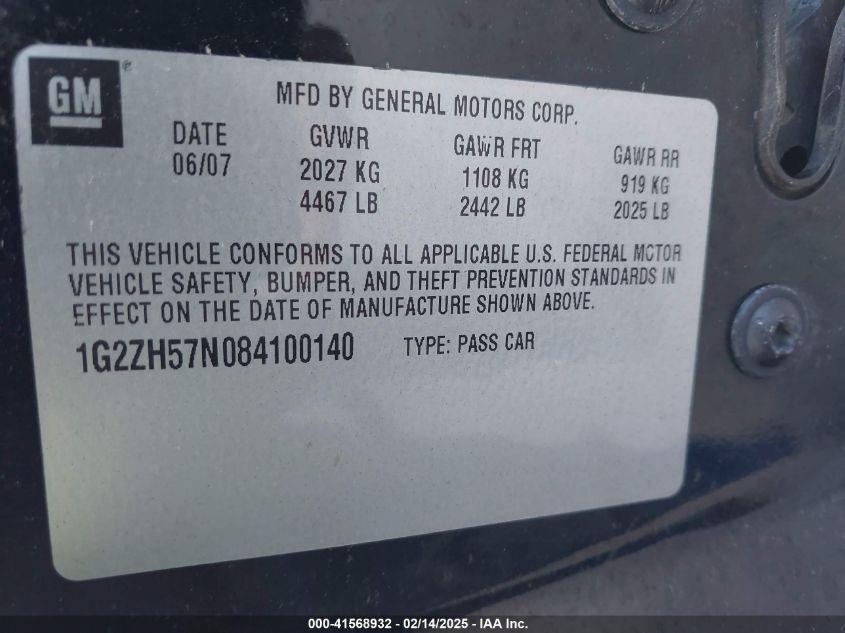 GM ®
MFD BY GENERAL MOTORS CORP.
DATE GVWR GAWR FRT GAWR RR
06/07 2027 KG 1108 KG 919 KG
4467 LB 2442 LB 2025 LB
THIS VEHICLE CONFORMS TO ALL APPLICABLE U.S. FEDERAL MOTOR
VEHICLE SAFETY, BUMPER, AND THEFT PREVENTION STANDARDS IN
EFFECT ON THE DATE OF MANUFACTURE SHOWN ABOVE.
1G2ZH57N084100140 TYPE: PASS CAR
000-41568932 - 02/14/2025 - IAA Inc.